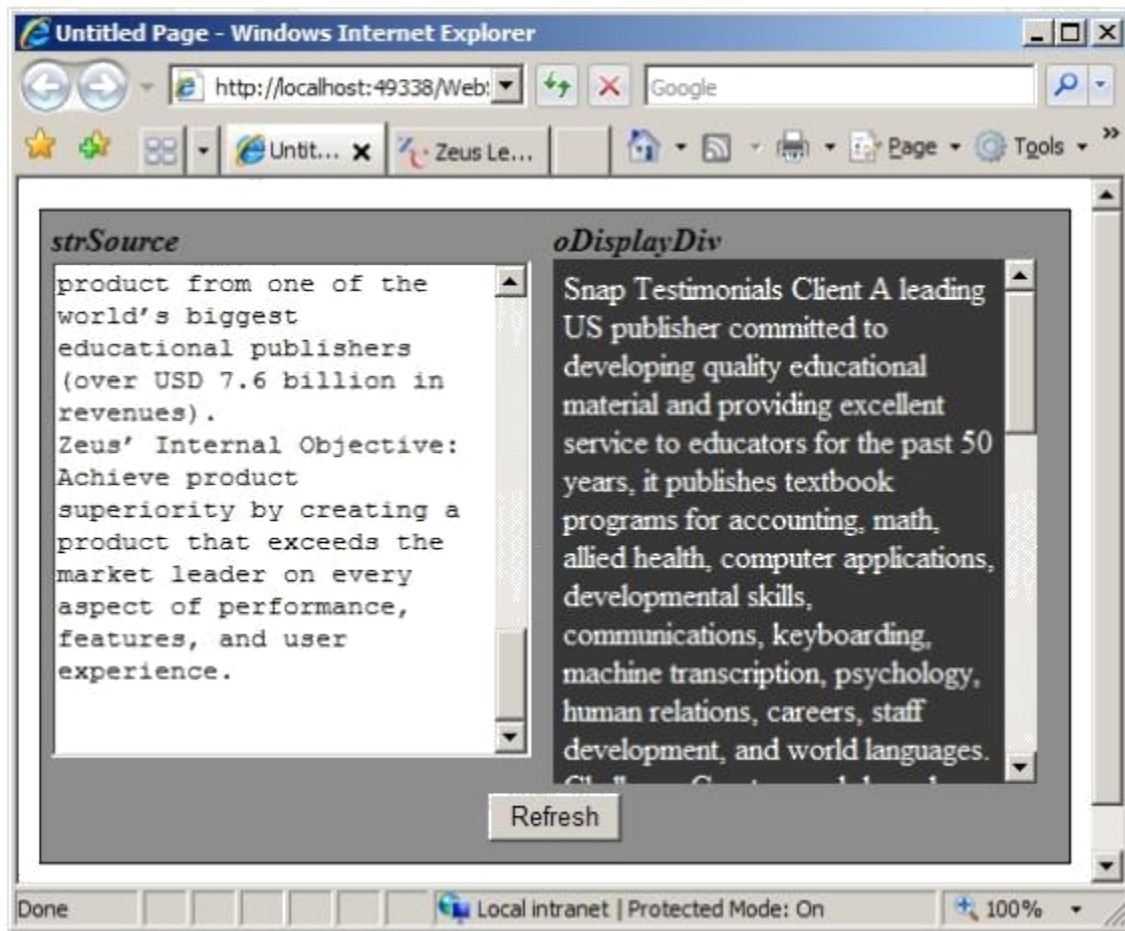 Untitled Page - Windows Internet Explorer
http://localhost:49338/Web
Google
Untit... Zeus Le... Page Tools »
strSource
product from one of the
world's biggest
educational publishers
(over USD 7.6 billion in
revenues).
Zeus' Internal Objective:
Achieve product
superiority by creating a
product that exceeds the
market leader on every
aspect of performance,
features, and user
experience.
oDisplayDiv
Snap Testimonials Client A leading
US publisher committed to
developing quality educational
material and providing excellent
service to educators for the past 50
years, it publishes textbook
programs for accounting, math,
allied health, computer applications,
developmental skills,
communications, keyboarding,
machine transcription, psychology,
human relations, careers, staff
development, and world languages.
Refresh
Done Local intranet | Protected Mode: On 100%